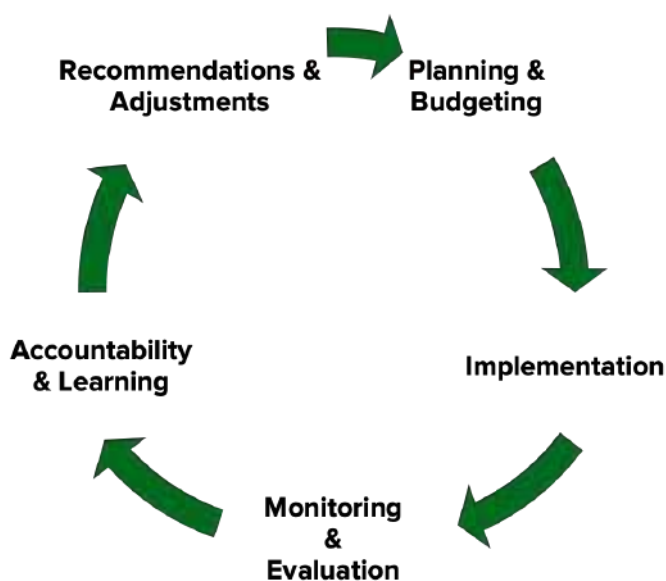 Recommendations &
Adjustments
Planning &
Budgeting
Implementation
Monitoring
&
Evaluation
Accountability
& Learning